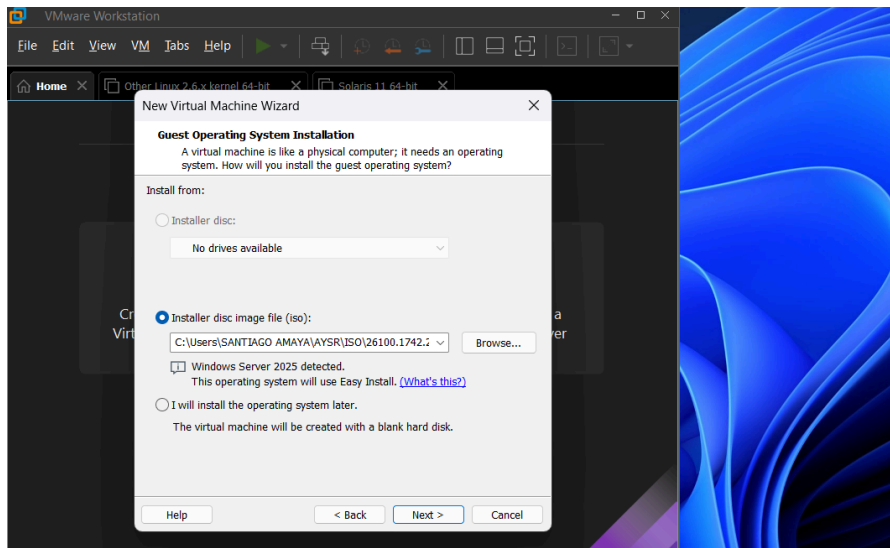 VMware Workstation
File Edit View VM Tabs Help
Home Other Linux 2.6.x kernel 64-bit Solaris 11 64-bit
New Virtual Machine Wizard
Guest Operating System Installation
A virtual machine is like a physical computer; it needs an operating
system. How will you install the guest operating system?
Install from:
Installer disc:
No drives available
Cr
a
Installer disc image file (iso):
Virt
er
C:\Users\SANTIAGO AMAYA\AYSR\ISO\26100.1742.2
Browse...
Windows Server 2025 detected.
This operating system will use Easy Install. (What's this?)
I will install the operating system later.
The virtual machine will be created with a blank hard disk.
Help < Back Next > Cancel